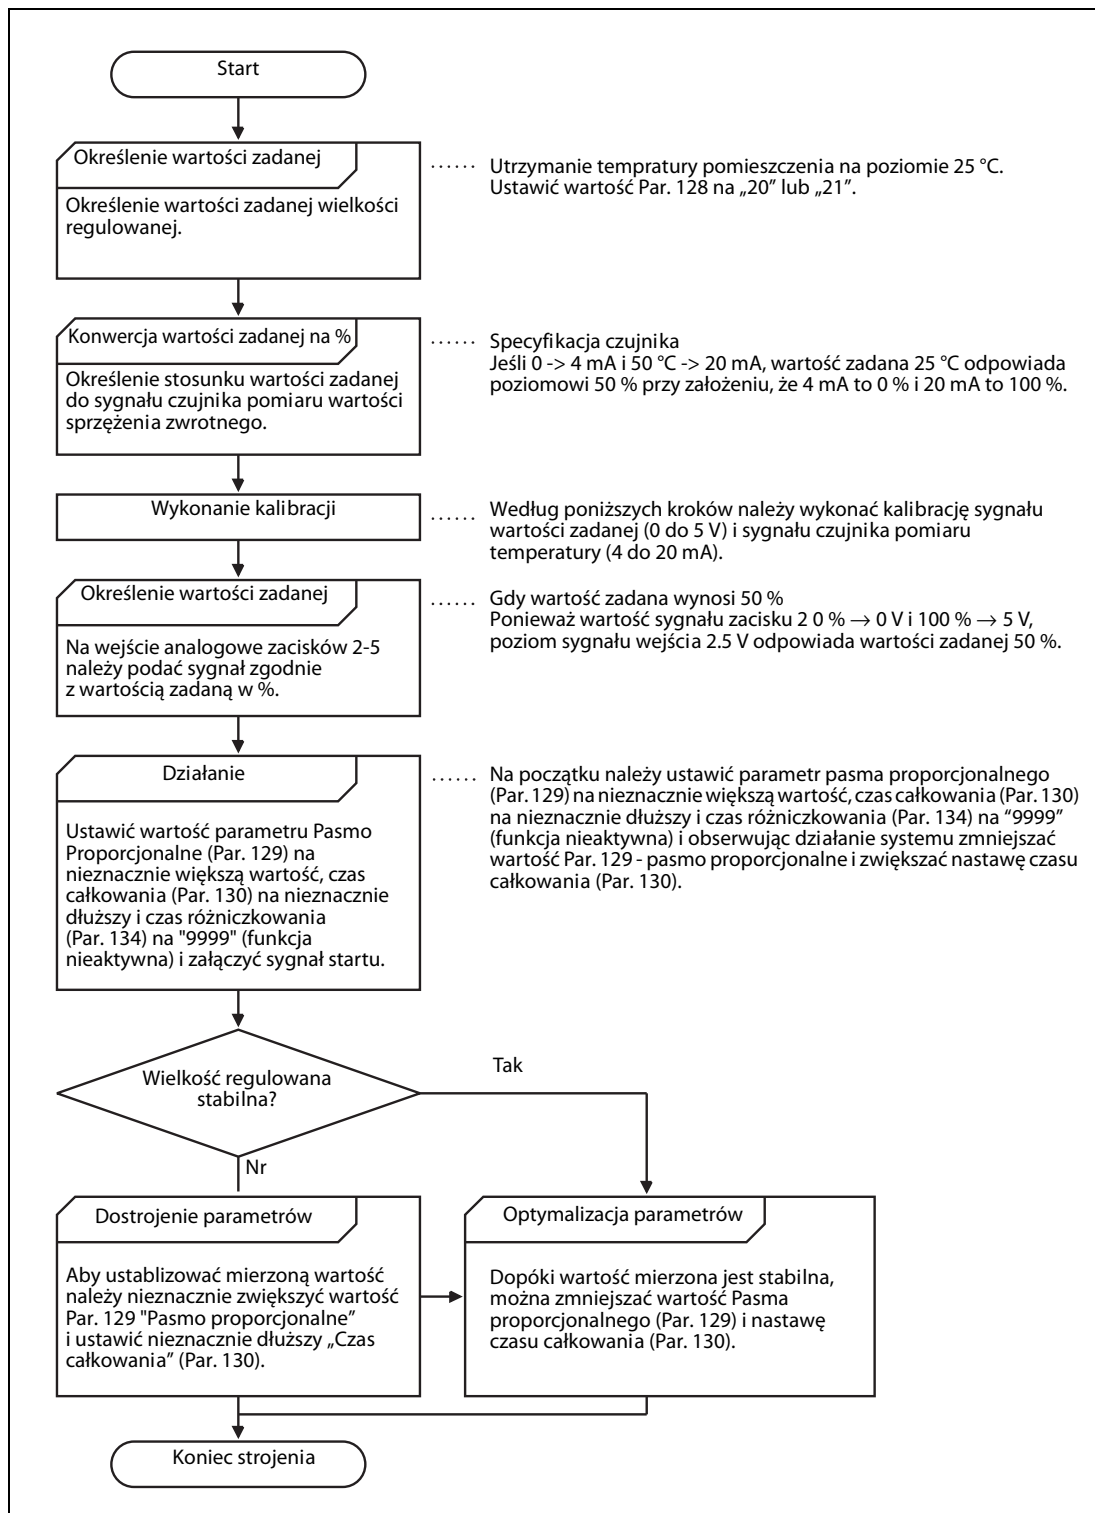 Start
Określenie wartości zadanej
Określenie wartości zadanej wielkości
regulowanej.
...... Utrzymanie tempratury pomieszczenia na poziomie 25 °C.
Ustawić wartość Par. 128 na „20” lub „21”.
Konwercja wartości zadanej na %
Określenie stosunku wartości zadanej
do sygnału czujnika pomiaru wartości
sprzężenia zwrotnego.
...... Specyfikacja czujnika
Jeśli 0 -> 4 mA i 50 °C -> 20 mA, wartość zadana 25 °C odpowiada
poziomowi 50 % przy założeniu, że 4 mA to 0 % i 20 mA to 100 %.
Wykonanie kalibracji
...... Według poniższych kroków należy wykonać kalibrację sygnału
wartości zadanej (0 do 5 V) i sygnału czujnika pomiaru
temperatury (4 do 20 mA).
Określenie wartości zadanej
Na wejście analogowe zacisków 2-5
należy podać sygnał zgodnie
z wartością zadaną w %.
...... Gdy wartość zadana wynosi 50 %
Ponieważ wartość sygnału zacisku 2 0 % → 0 V i 100 % → 5 V,
poziom sygnału wejścia 2.5 V odpowiada wartości zadanej 50 %.
Działanie
Ustawić wartość parametru Pasmo
Proporcjonalne (Par. 129) na
nieznacznie większą wartość, czas
całkowania (Par. 130) na nieznacznie
dłuższy i czas różniczkowania
(Par. 134) na "9999" (funkcja
nieaktywna) i załączyć sygnał startu.
...... Na początku należy ustawić parametr pasma proporcjonalnego
(Par. 129) na nieznacznie większą wartość, czas całkowania (Par. 130)
na nieznacznie dłuższy i czas różniczkowania (Par. 134) na “9999”
(funkcja nieaktywna) i obserwując działanie systemu zmniejszać
wartość Par. 129 - pasmo proporcjonalne i zwiększać nastawę czasu
całkowania (Par. 130).
Wielkość regulowana
stabilna?
Tak
Nr
Dostrojenie parametrów
Aby ustablizować mierzoną wartość
należy nieznacznie zwiększyć wartość
Par. 129 "Pasmo proporcjonalne”
i ustawić nieznacznie dłuższy „Czas
całkowania” (Par. 130).
Optymalizacja parametrów
Dopóki wartość mierzona jest stabilna,
można zmniejszać wartość Pasma
proporcjonalnego (Par. 129) i nastawę
czasu całkowania (Par. 130).
Koniec strojenia